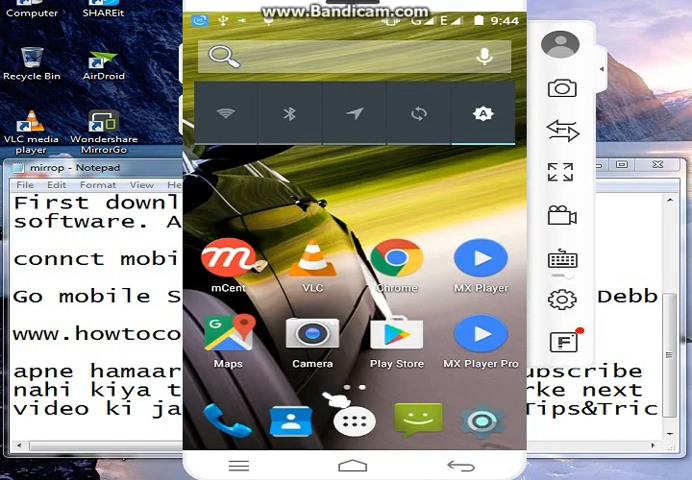 www.Bandicam.com
Computer
SHAREit
G E 9:44
Recycle Bin
AirDroid
VLC media
player
Wondershare
MirrorGo
mirrop - Notepad
File Edit Format View
First downl
software. A
connct mobi
Go mobile S Debb
www.howtoco
apne hamaar ubscribe
nahi kiya t rke next
video ki ja Tips&Tric
A
mCent
VLC
Chrome
MX Player
Maps
Camera
Play Store
MX Player Pro